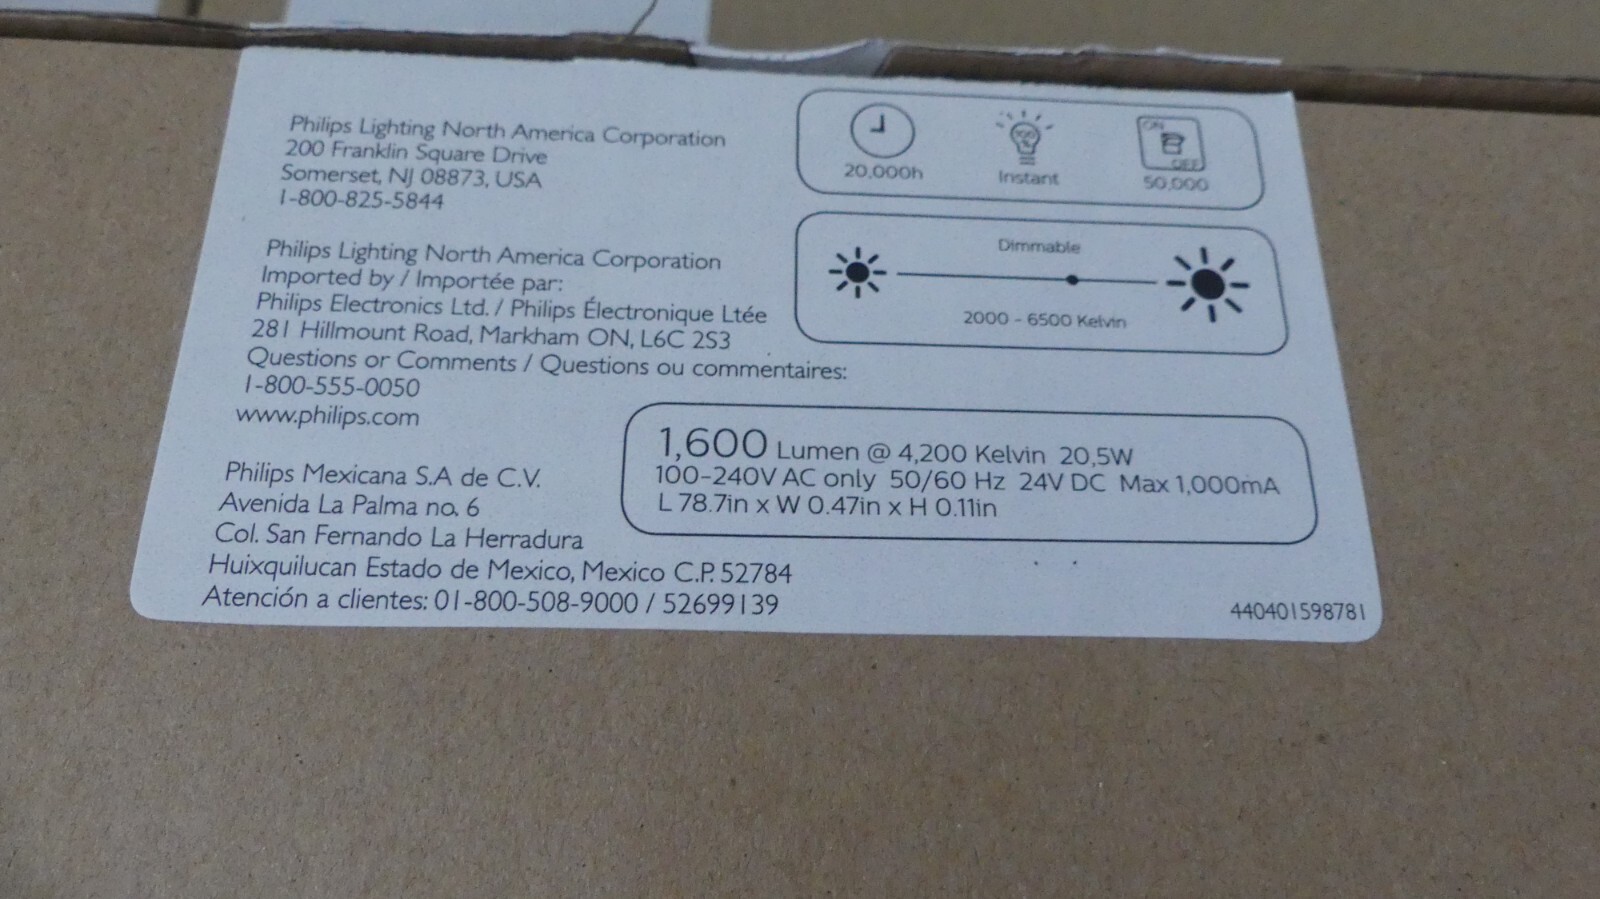 Philips Lighting North America Corporation
200 Franklin Square Drive
Somerset, NJ 08873, USA
1-800-825-5844
Philips Lighting North America Corporation
Imported by / Importée par:
Philips Electronics Ltd. / Philips Électronique Ltée
281 Hillmount Road, Markham ON, L6C 2S3
Questions or Comments / Questions ou commentaires:
1-800-555-0050
www.philips.com
Philips Mexicana S.A de C.V.
Avenida La Palma no. 6
Col. San Fernando La Herradura
Huixquilucan Estado de Mexico, Mexico C.P. 52784
Atención a clientes: 01-800-508-9000 / 52699139
20,000h
100%
Instant
ON
OFF
50,000
Dimmable
2000 - 6500 Kelvin
1,600 Lumen @ 4,200 Kelvin 20,5W
100-240V AC only 50/60 Hz 24V DC Max 1,000mA
L 78.7in x W 0.47in x H 0.11in
440401598781